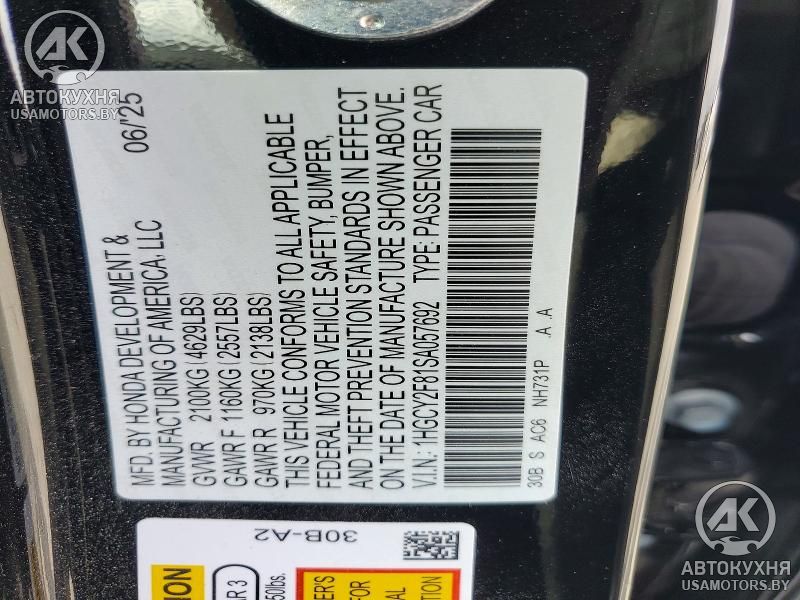 AK
АВТОКУХНЯ
USAMOTORS.BY
MFD. BY HONDA DEVELOPMENT & 06/'25
MANUFACTURING OF AMERICA, LLC
GVWR 2100KG (4629LBS)
GAWR F 1160KG (2557LBS)
GAWR R 970KG (2138LBS)
THIS VEHICLE CONFORMS TO ALL APPLICABLE
FEDERAL MOTOR VEHICLE SAFETY, BUMPER,
AND THEFT PREVENTION STANDARDS IN EFFECT
ON THE DATE OF MANUFACTURE SHOWN ABOVE.
V.I.N.: 1HGCY2F81SA057692 TYPE: PASSENGER CAR
30B S AC6 NH731P .A .A
30B-A2
AK
АВТОКУХНЯ
USAMOTORS.BY